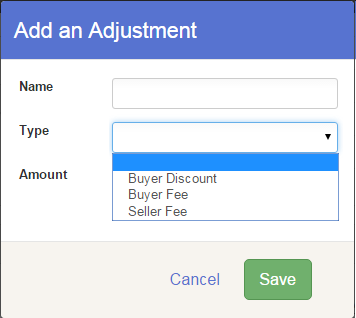 Add an Adjustment
Name
Type
Amount
Buyer Discount
Buyer Fee
Seller Fee
Cancel Save